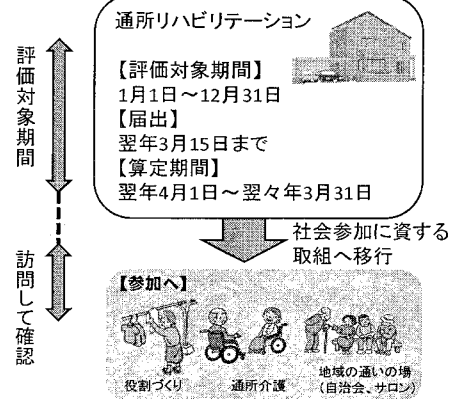 通所リハビリテーション
【評価対象期間】
1月1日～12月31日
【届出】
翌年3月15日まで
【算定期間】
翌年4月1日～翌々年3月31日
評価対象期間
社会参加に資する
取組へ移行
訪問して確認
【参加へ】
役割づくり
通所介護
地域の通いの場
（自治会、サロン）